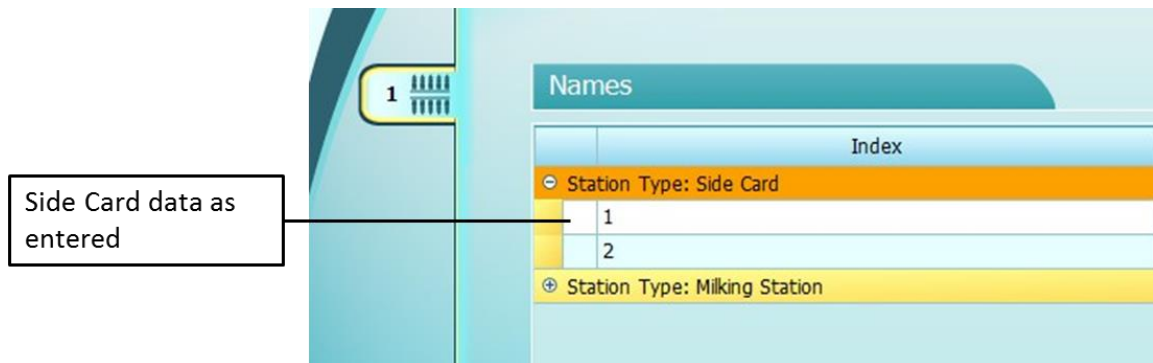 1
Names
Index
Station Type: Side Card
Side Card data as
entered
1
2
Station Type: Milking Station